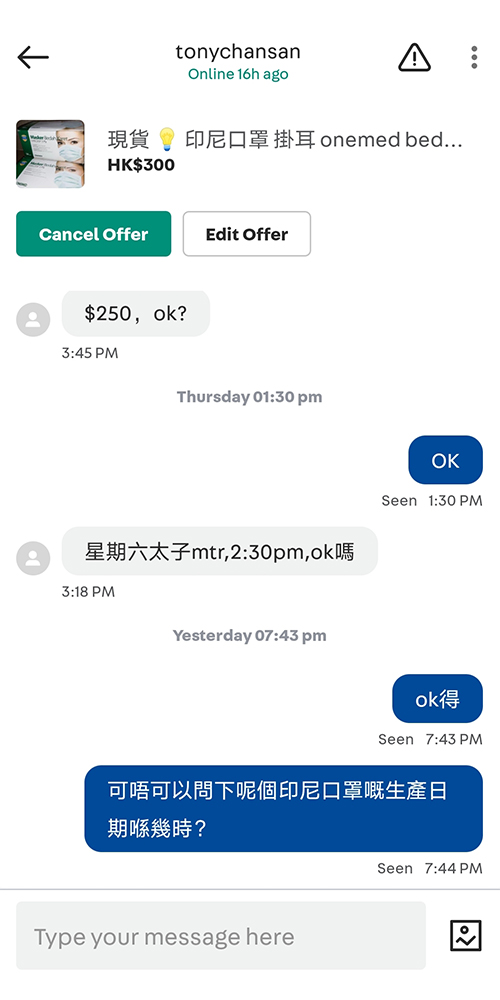 tonychansan
Online 16h ago
現貨 💡 印尼口罩 掛耳 onemed bed...
HK$300
Cancel Offer
Edit Offer
$250，ok?
3:45 PM
Thursday 01:30 pm
OK
Seen 1:30 PM
星期六太子mtr,2:30pm,ok嗎
3:18 PM
Yesterday 07:43 pm
ok得
Seen 7:43 PM
可唔可以問下呢個印尼口罩嘅生產日
期喺幾時？
Seen 7:44 PM
Type your message here